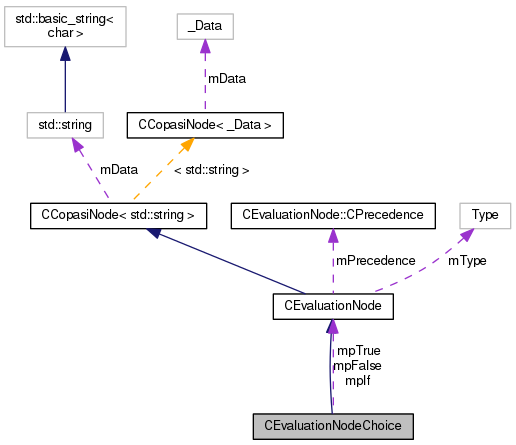 std::basic_string<
char >
_Data
mData
std::string
CCopasiNode< _Data >
mData
< std::string >
CCopasiNode< std::string >
CEvaluationNode::CPrecedence
Type
mPrecedence
mType
CEvaluationNode
mpTrue
mpFalse
mpIf
CEvaluationNodeChoice